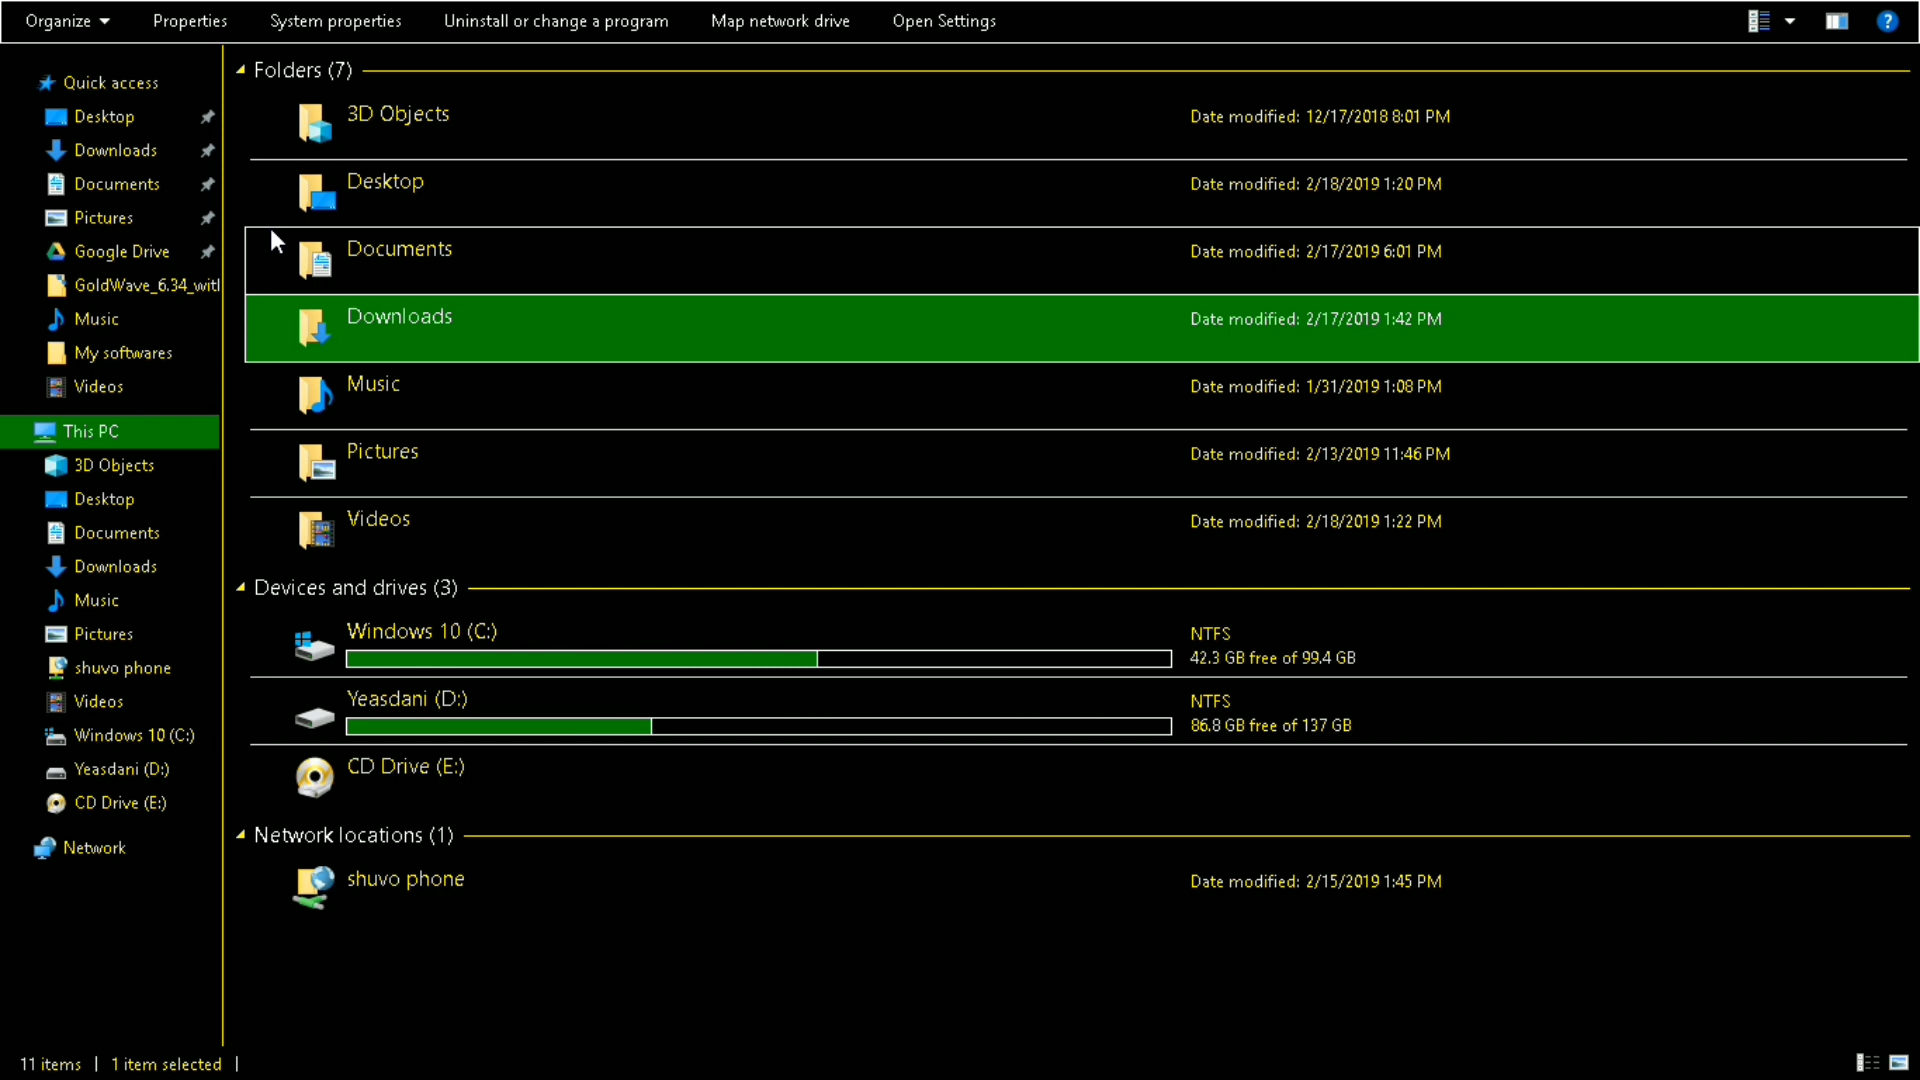 Organize Properties System properties Uninstall or change a program Map network drive Open Settings
Quick access
Desktop
Downloads
Documents
Pictures
Google Drive
GoldWave_6.34_with
Music
My softwares
Videos
This PC
3D Objects
Desktop
Documents
Downloads
Music
Pictures
shuvo phone
Videos
Windows 10 (C:)
Yeasdani (D:)
CD Drive (E:)
Network
Folders (7)
3D Objects Date modified: 12/17/2018 8:01 PM
Desktop Date modified: 2/18/2019 1:20 PM
Documents Date modified: 2/17/2019 6:01 PM
Downloads Date modified: 2/17/2019 1:42 PM
Music Date modified: 1/31/2019 1:08 PM
Pictures Date modified: 2/13/2019 11:46 PM
Videos Date modified: 2/18/2019 1:22 PM
Devices and drives (3)
Windows 10 (C:) NTFS
42.3 GB free of 99.4 GB
Yeasdani (D:) NTFS
86.8 GB free of 137 GB
CD Drive (E:)
Network locations (1)
shuvo phone Date modified: 2/15/2019 1:45 PM
11 items | 1 item selected |